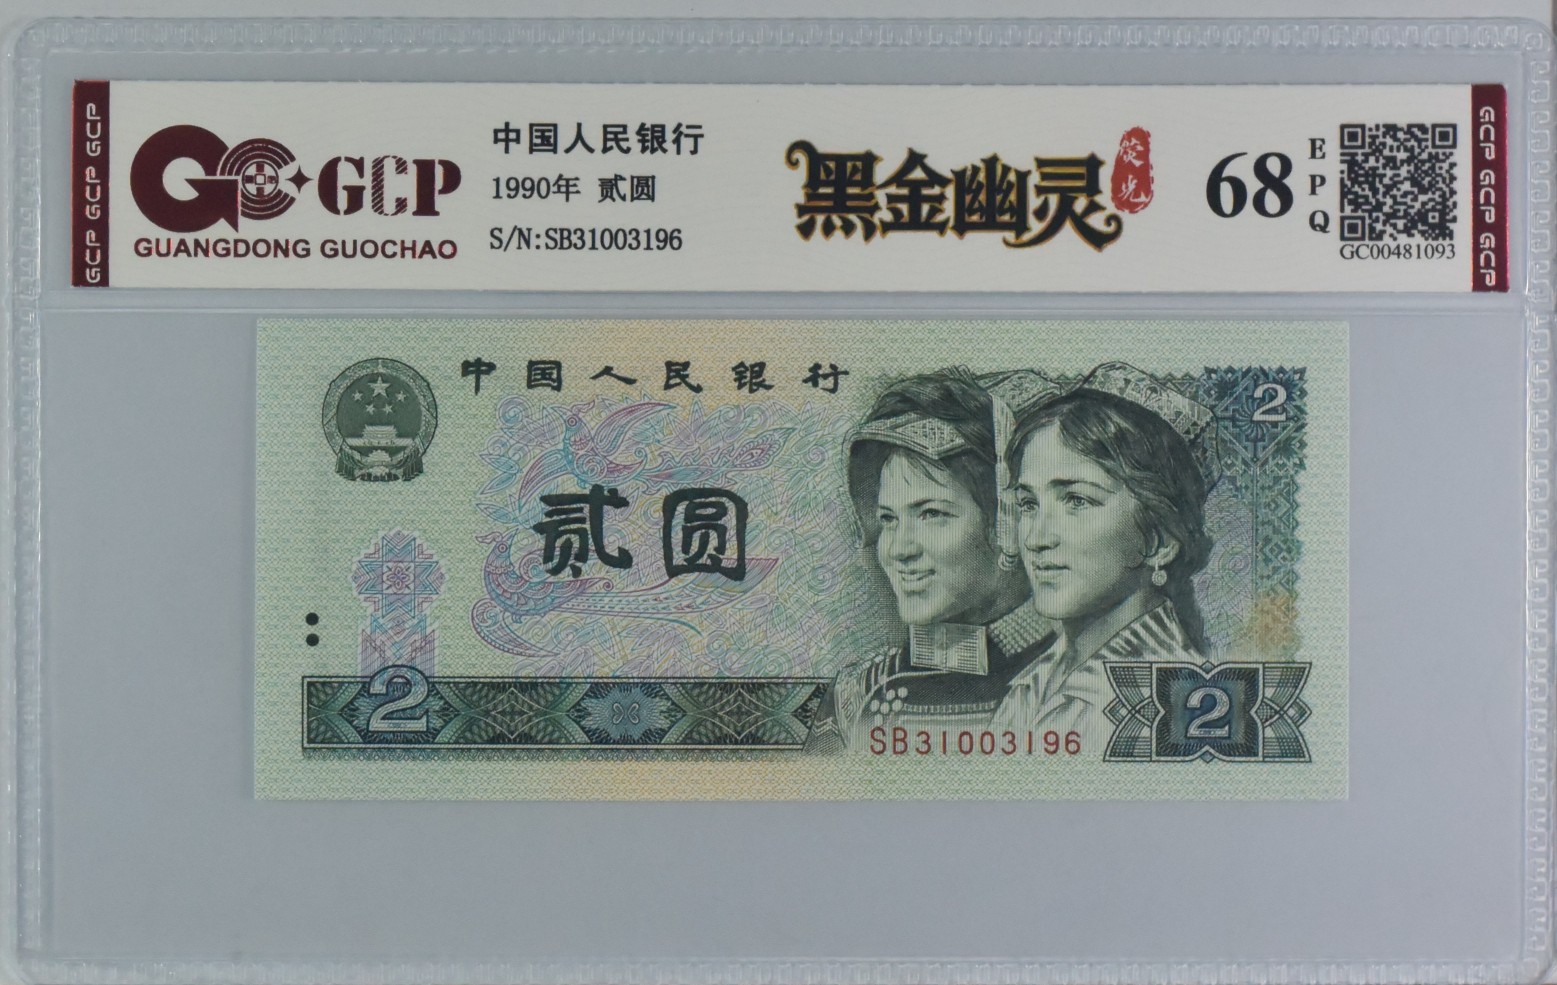 GCP GCP GCP
GCP
GUANGDONG GUOCHAO
中国人民银行
1990年 贰圆
S/N:SB31003196
黑金幽灵
荧光
68
EPQ
GC00481093
GCP GCP GCP
中国人民银行
2
贰圆
2
2
SB31003196